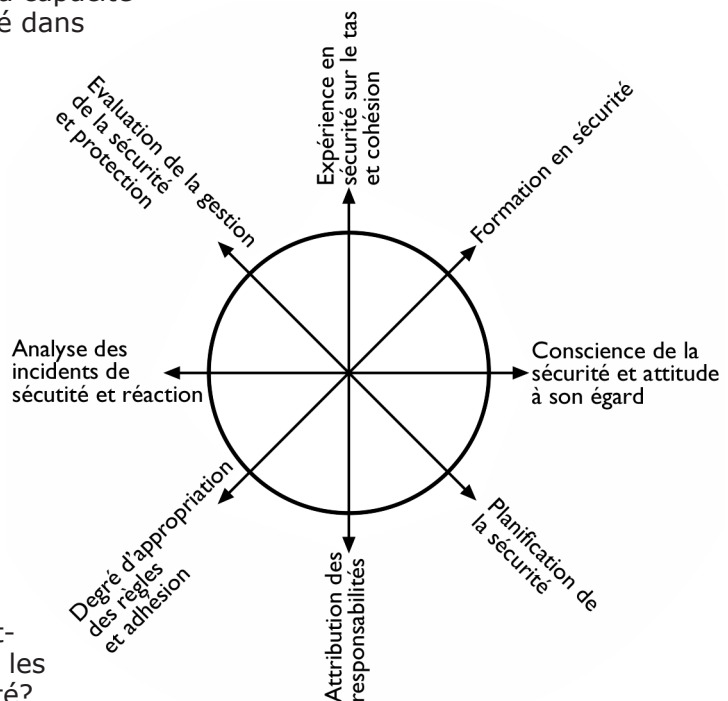 capacité
é dans
Evaluation de la gestion
de la sécurité
et protection
Expérience en
sécurité sur le tas
et cohésion
Formation en sécurité
Analyse des
incidents de
sécutité et réaction
Conscience de la
sécurité et attitude
à son égard
Degré d'appropriation
des règles
et adhésion
Attribution des
responsabilités
Planification de
la sécurité
t-
les
té?